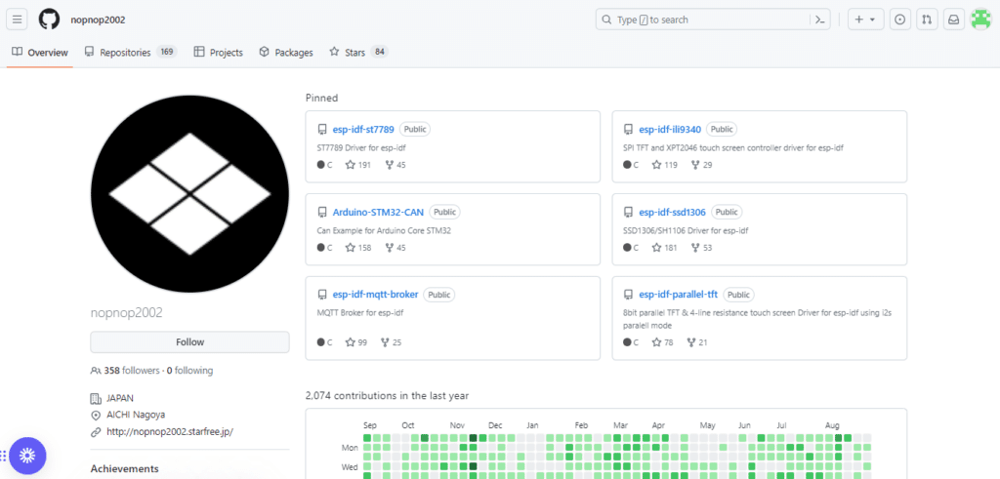 nopnop2002
Type / to search
Overview
Repositories 169
Projects
Packages
Stars 84
Pinned
esp-idf-st7789 Public
ST7789 Driver for esp-idf
C 191 45
esp-idf-ili9340 Public
SPI TFT and XPT2046 touch screen controller driver for esp-idf
C 119 29
Arduino-STM32-CAN Public
Can Example for Arduino Core STM32
C 158 45
esp-idf-ssd1306 Public
SSD1306/SH1106 Driver for esp-idf
C 181 53
esp-idf-mqtt-broker Public
MQTT Broker for esp-idf
C 99 25
esp-idf-parallel-tft Public
8bit parallel TFT & 4-line resistance touch screen Driver for esp-idf using i2s
paralell mode
C 78 21
nopnop2002
Follow
358 followers · 0 following
JAPAN
AICHI Nagoya
http://nopnop2002.starfree.jp/
Achievements
2,074 contributions in the last year
Sep Oct Nov Dec Jan Feb Mar Apr May Jun Jul Aug
Mon
Wed